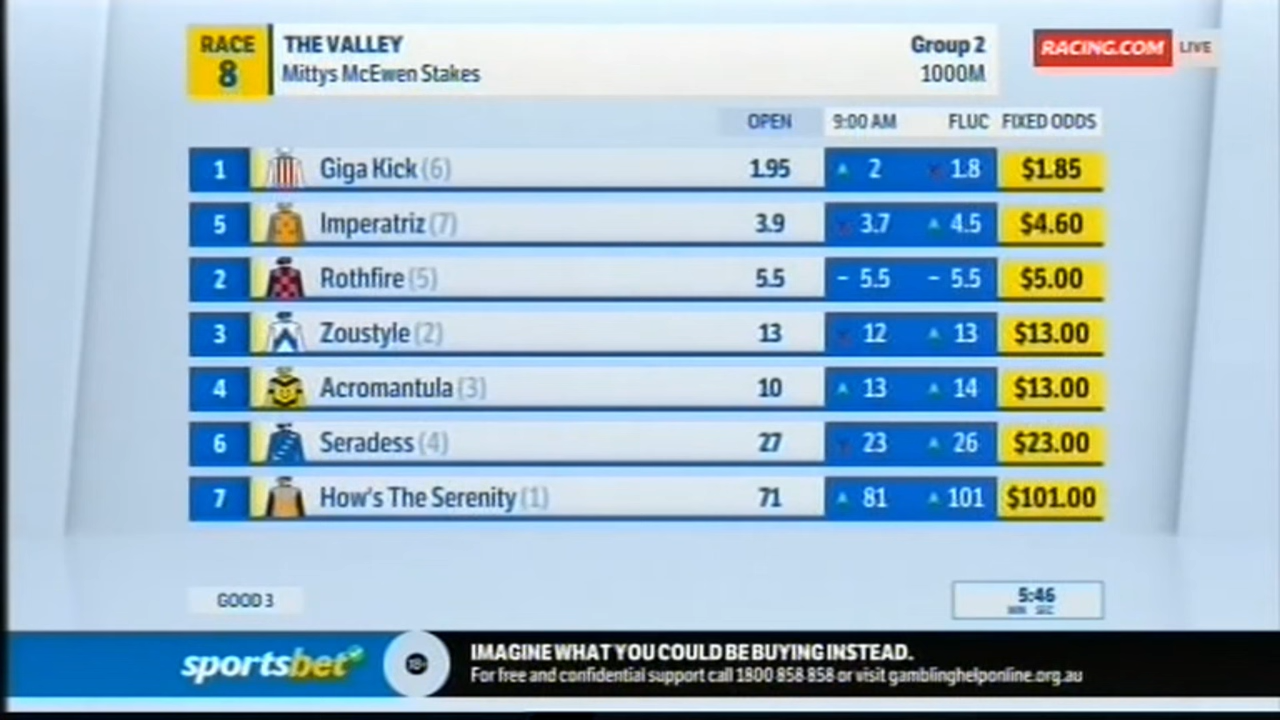 RACE 8 THE VALLEY Group 2
Mittys McEwen Stakes 1000M
RACING.COM LIVE
OPEN 9:00 AM FLUC FIXED ODDS
1 Giga Kick (6) 1.95 2 1.8 $1.85
5 Imperatriz (7) 3.9 3.7 4.5 $4.60
2 Rothfire (5) 5.5 - 5.5 - 5.5 $5.00
3 Zoustyle (2) 13 12 13 $13.00
4 Acromantula (3) 10 13 14 $13.00
6 Seradess (4) 27 23 26 $23.00
7 How's The Serenity (1) 71 81 101 $101.00
GOOD 3
5:46
MIN SEC
sportsbet
18+
IMAGINE WHAT YOU COULD BE BUYING INSTEAD.
For free and confidential support call 1800 858 858 or visit gamblinghelponline.org.au